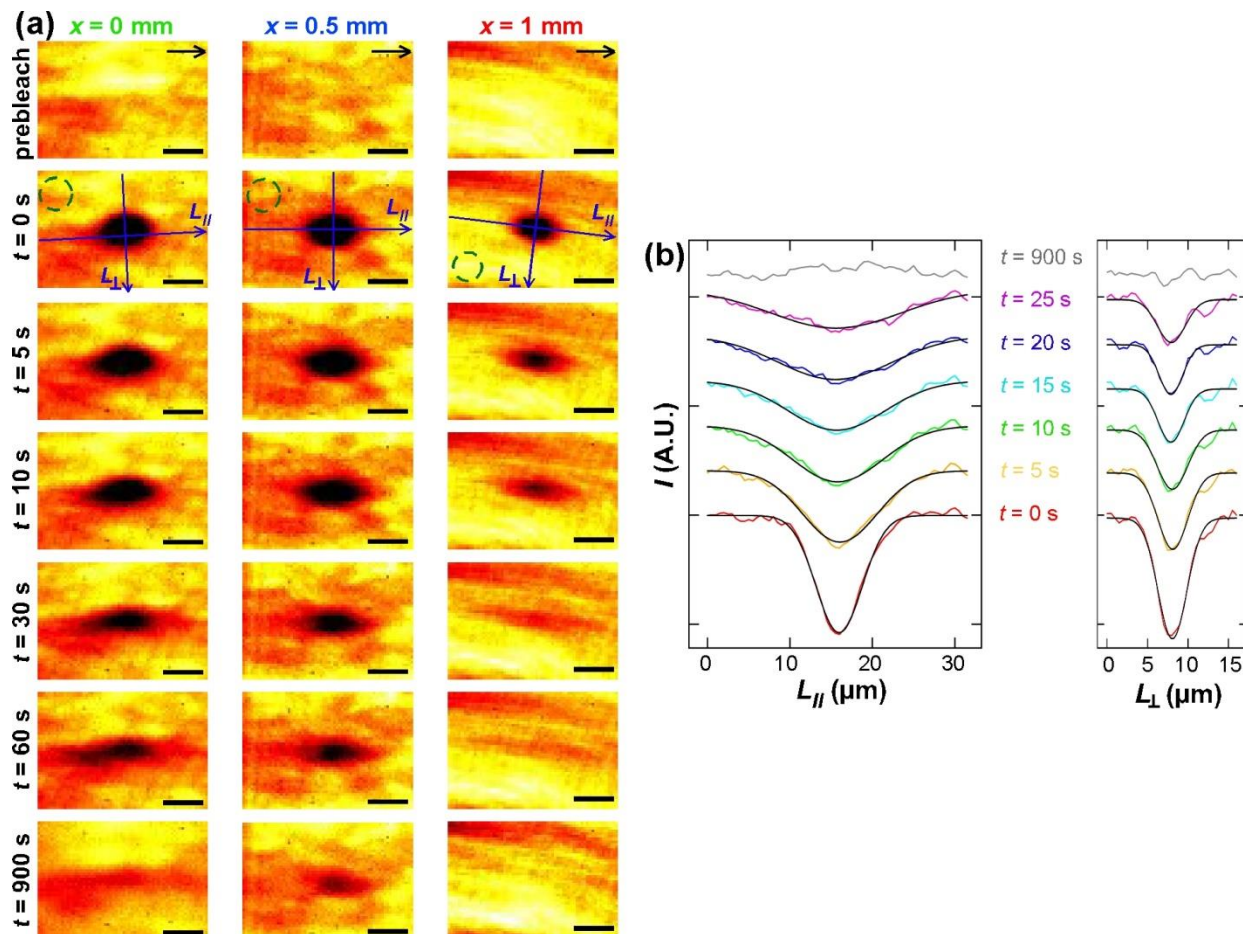 (a)
x = 0 mm x = 0.5 mm x = 1 mm
prebleach
t = 0 s
L// L// L//
L⊥ L⊥ L⊥
t = 5 s
t = 10 s
t = 30 s
t = 60 s
t = 900 s
(b)
I (A.U.)
t = 900 s
t = 25 s
t = 20 s
t = 15 s
t = 10 s
t = 5 s
t = 0 s
0 10 20 30
L// (µm)
0 5 10 15
L⊥ (µm)